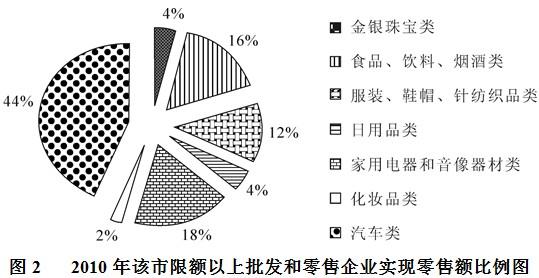 4%
16%
12%
4%
18%
2%
44%
金银珠宝类
食品、饮料、烟酒类
服装、鞋帽、针纺织品类
日用品类
家用电器和音像器材类
化妆品类
汽车类
图 2 2010 年该市限额以上批发和零售企业实现零售额比例图